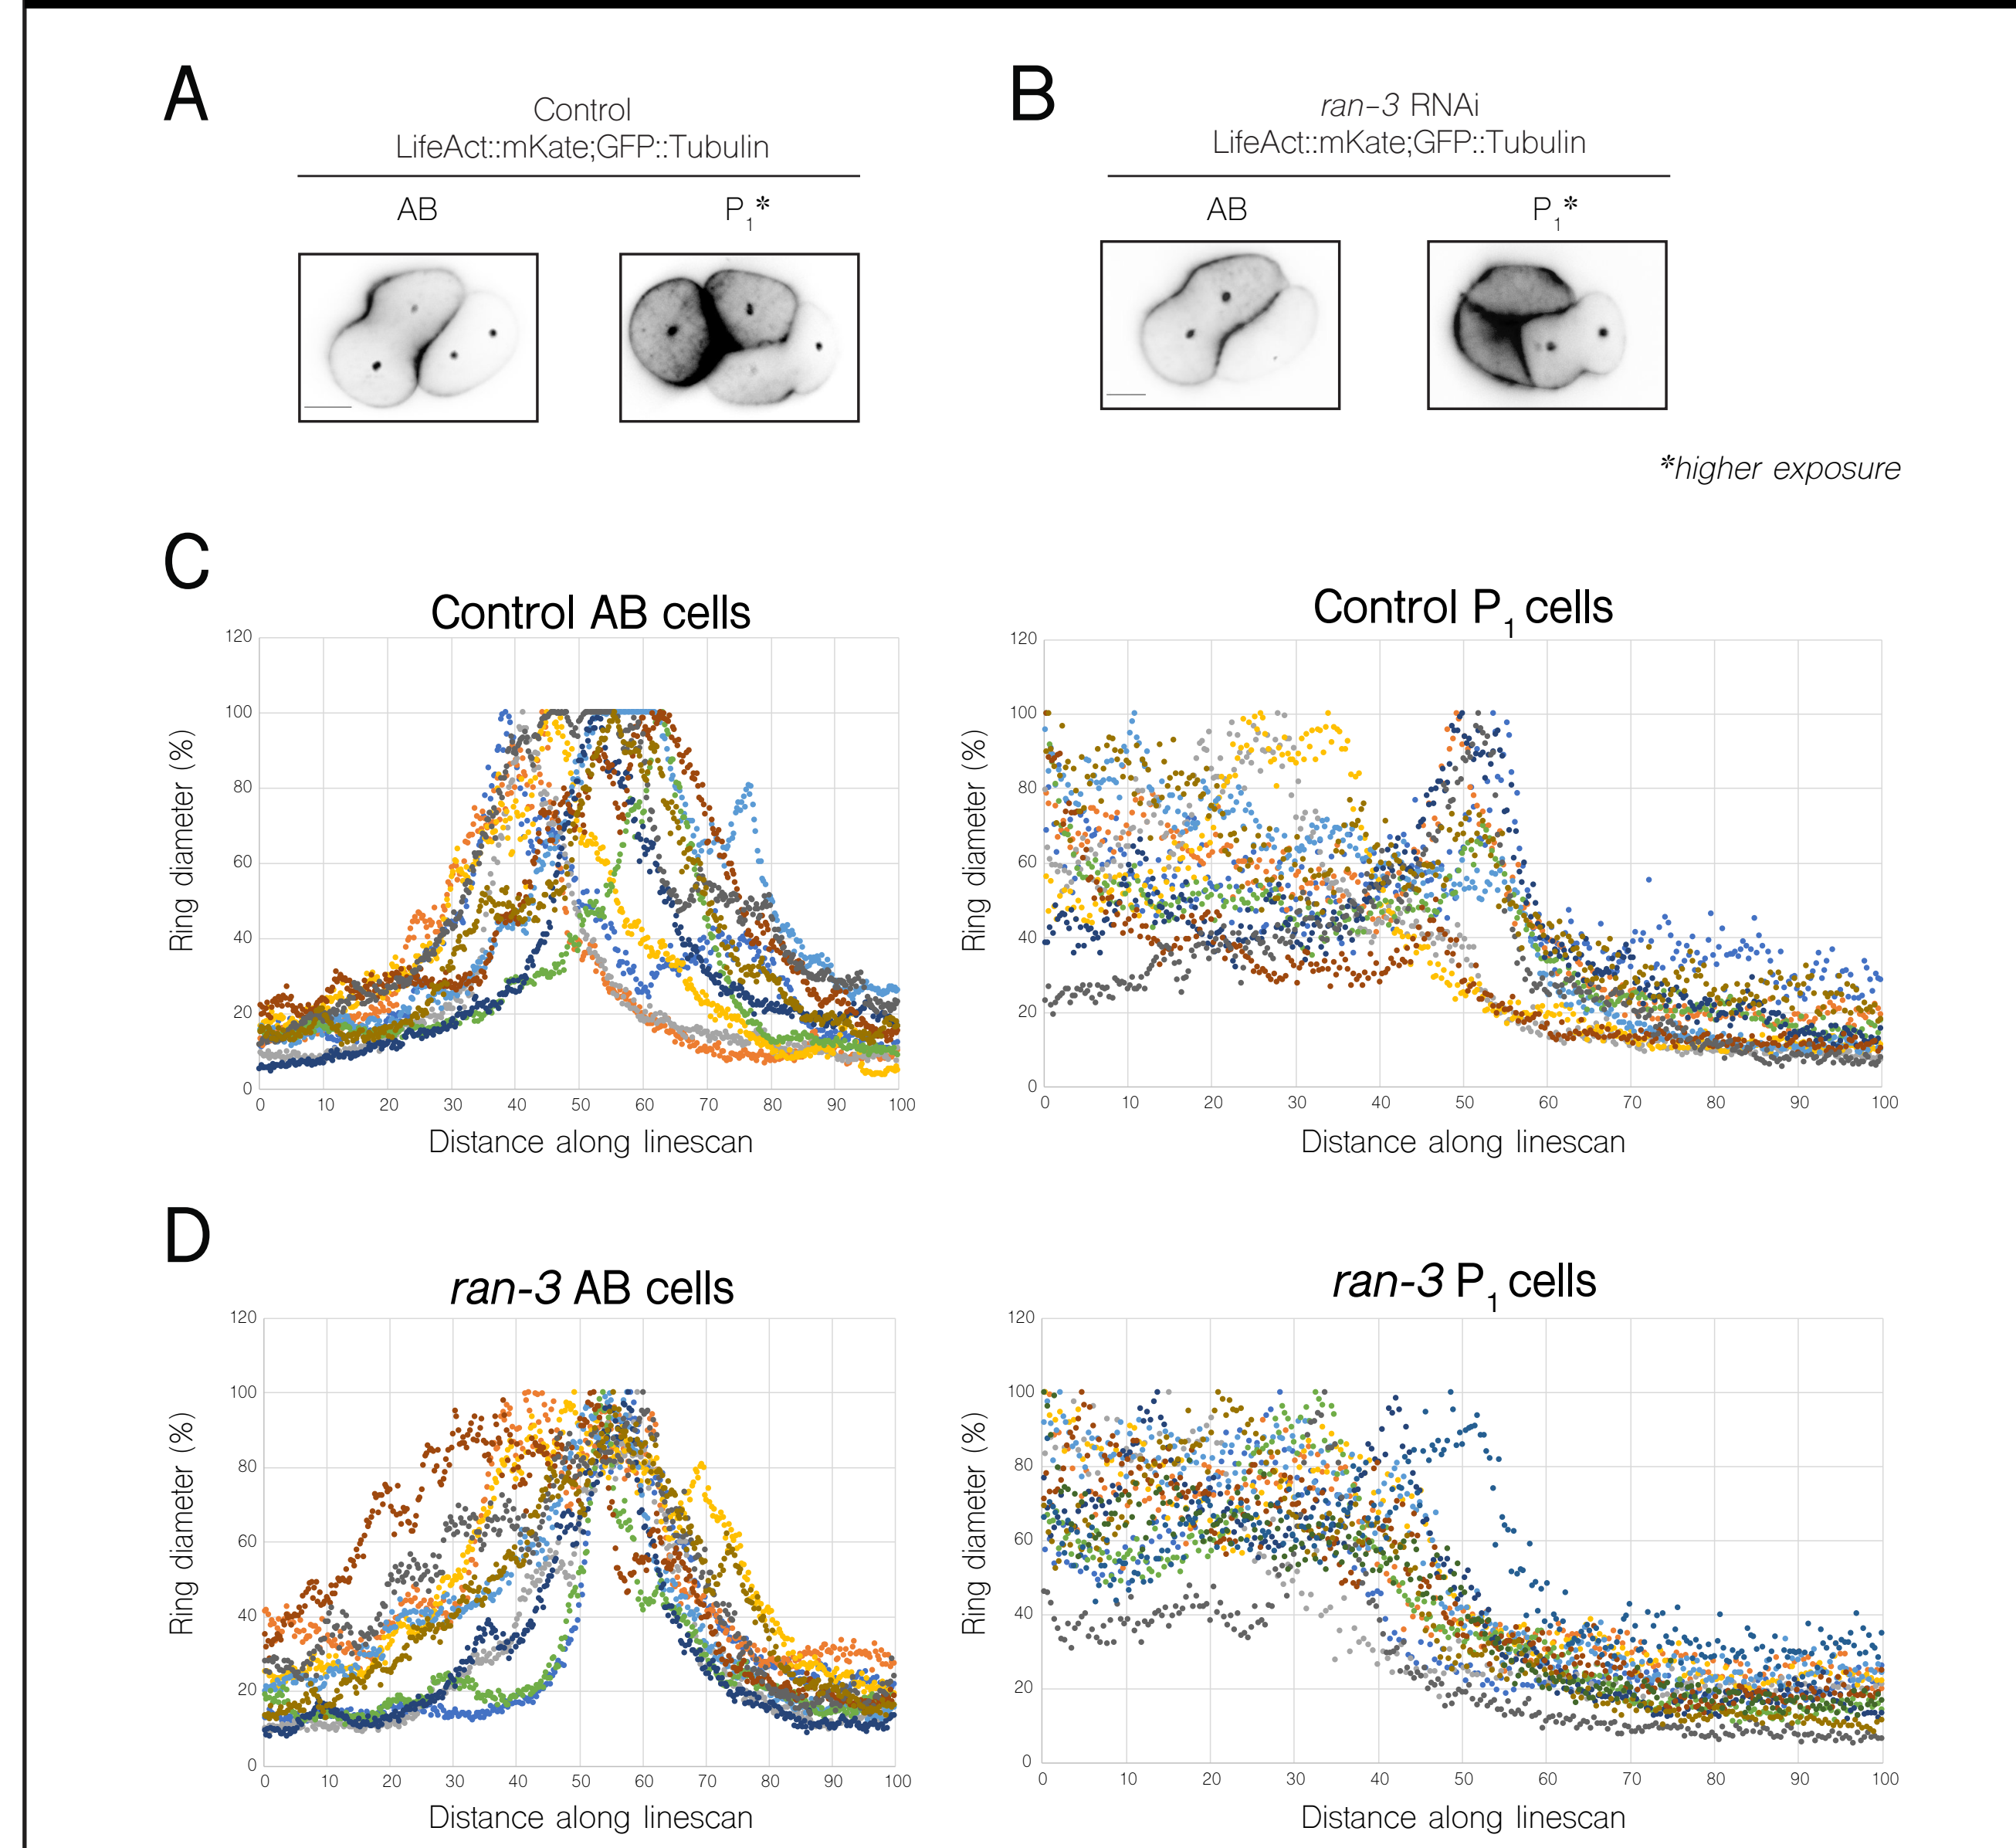 A
Control
LifeAct::mKate;GFP::Tubulin
AB
P1*
B
ran-3 RNAi
LifeAct::mKate;GFP::Tubulin
AB
P1*
*higher exposure
C
Control AB cells
120
100
80
60
40
20
0
Ring diameter (%)
0 10 20 30 40 50 60 70 80 90 100
Distance along linescan
Control P1 cells
120
100
80
60
40
20
0
Ring diameter (%)
0 10 20 30 40 50 60 70 80 90 100
Distance along linescan
D
ran-3 AB cells
120
100
80
60
40
20
0
Ring diameter (%)
0 10 20 30 40 50 60 70 80 90 100
Distance along linescan
ran-3 P1 cells
120
100
80
60
40
20
0
Ring diameter (%)
0 10 20 30 40 50 60 70 80 90 100
Distance along linescan